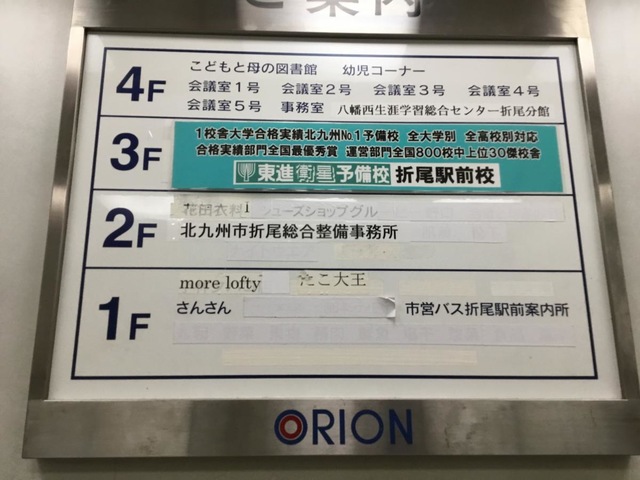 ご案内
4F
こどもと母の図書館 幼児コーナー
会議室1号 会議室2号 会議室3号 会議室4号
会議室5号 事務室 八幡西生涯学習総合センター折尾分館
3F
1校舎大学合格実績北九州No.1予備校 全大学別 全高校別対応
合格実績部門全国最優秀賞 運営部門全国800校中上位30傑校舎
東進衛星予備校 折尾駅前校
2F
花田衣料 i シューズショップグル
北九州市折尾総合整備事務所
1F
more lofty たこ大王
さんさん 市営バス折尾駅前案内所
ORION